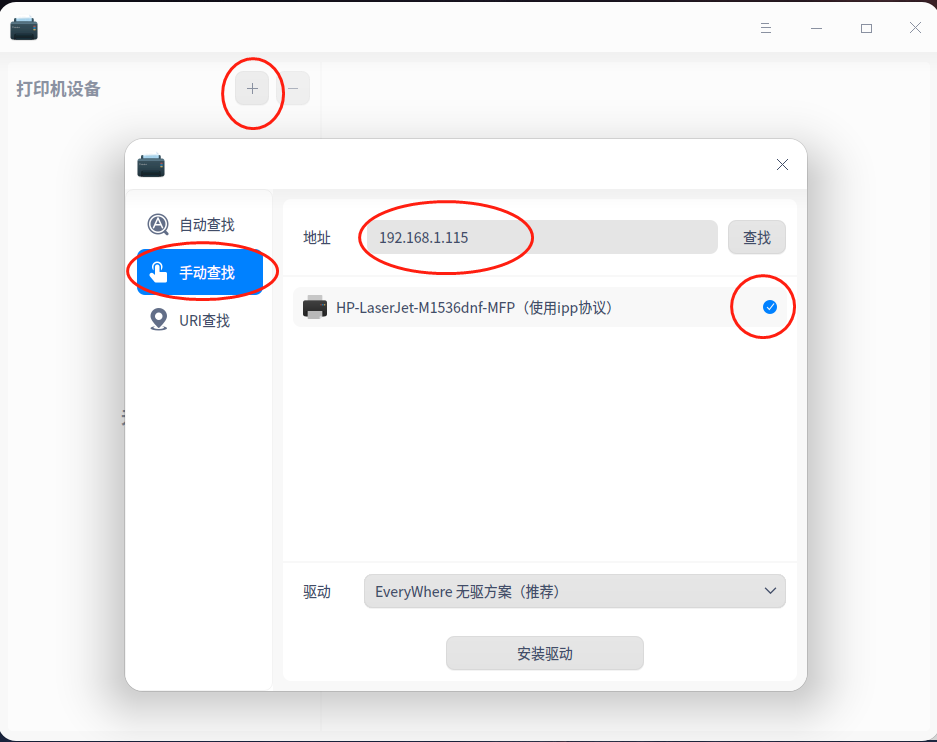 打印机设备
自动查找
手动查找
URI查找
地址
192.168.1.115
查找
HP-LaserJet-M1536dnf-MFP（使用ipp协议）
驱动
EveryWhere 无驱方案（推荐）
安装驱动